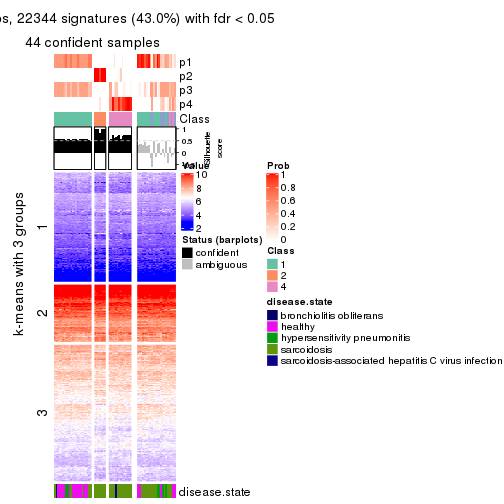 s, 22344 signatures (43.0%) with fdr < 0.05
44 confident samples
p1
p2
p3
p4
Class
1
0.5
0
Silhouette
score
Value
10
8
6
4
2
Prob
1
0.8
0.6
0.4
0.2
0
Status (barplots)
confident
ambiguous
Class
1
2
4
disease.state
bronchiolitis obliterans
healthy
hypersensitivity pneumonitis
sarcoidosis
sarcoidosis-associated hepatitis C virus infection
k-means with 3 groups
1
2
3
disease.state